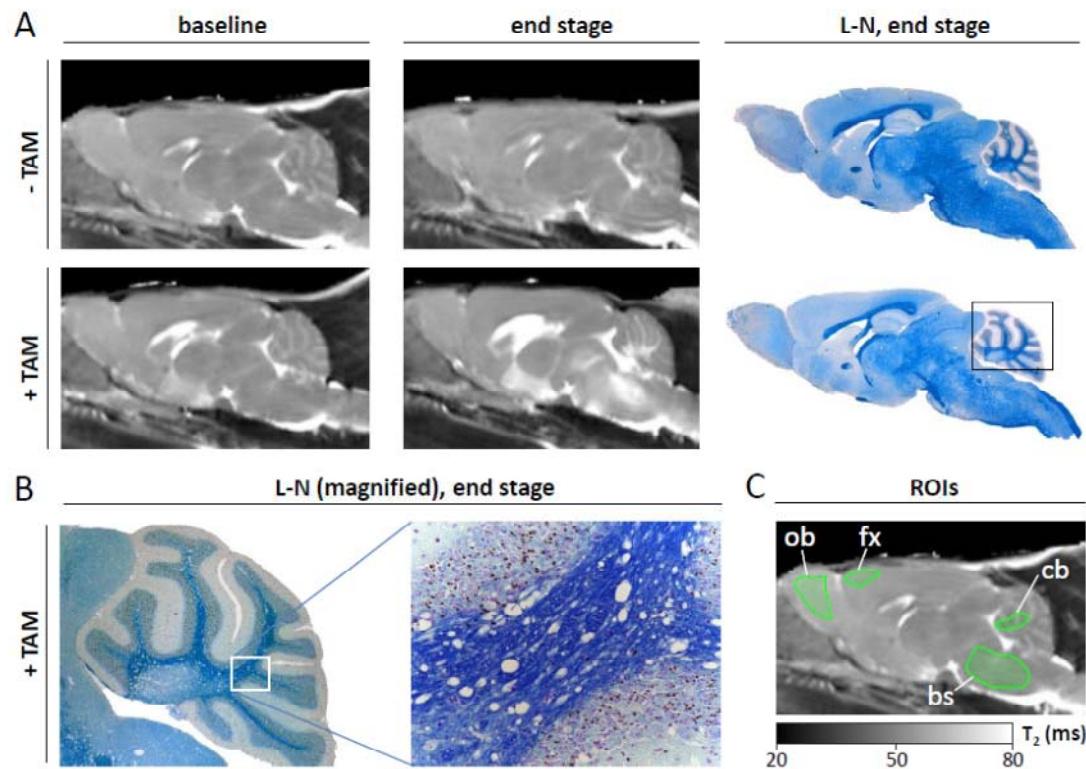 A
baseline
end stage
L-N, end stage
- TAM
+ TAM
B
L-N (magnified), end stage
+ TAM
C
ROIs
ob
fx
cb
bs
T₂ (ms)
20 50 80